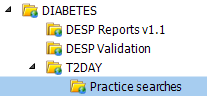 DIABETES
DESP Reports v1.1
DESP Validation
T2DAY
Practice searches